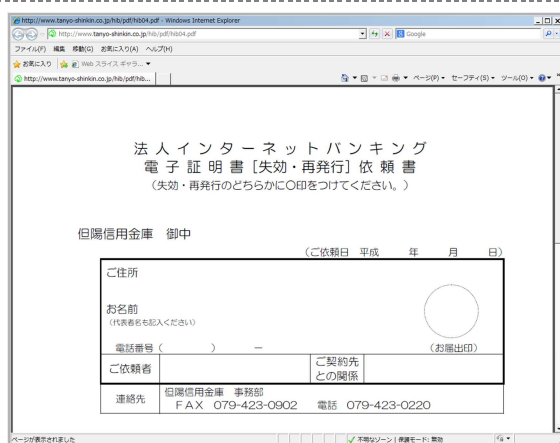 http://www.tanyo-shinkin.co.jp/hib/pdf/hib04.pdf - Windows Internet Explorer
http://www.tanyo-shinkin.co.jp/hib/pdf/hib04.pdf
Google
ファイル(F) 編集 移動(G) お気に入り(A) ヘルプ(H)
お気に入り Web スライス ギャラ...
http://www.tanyo-shinkin.co.jp/hib/pdf/hib...
ページ(P) セーフティ(S) ツール(O)
法人インターネットバンキング
電子証明書[失効・再発行]依頼書
(失効・再発行のどちらかに〇印をつけてください。)
但陽信用金庫 御中
(ご依頼日 平成 年 月 日)
ご住所
お名前
(代表者名も記入ください)
電話番号 ( ) －
(お届出印)
ご依頼者
ご契約先
との関係
連絡先
但陽信用金庫 事務部
FAX 079-423-0902 電話 079-423-0220
ページが表示されました
不明なゾーン | 保護モード: 無効